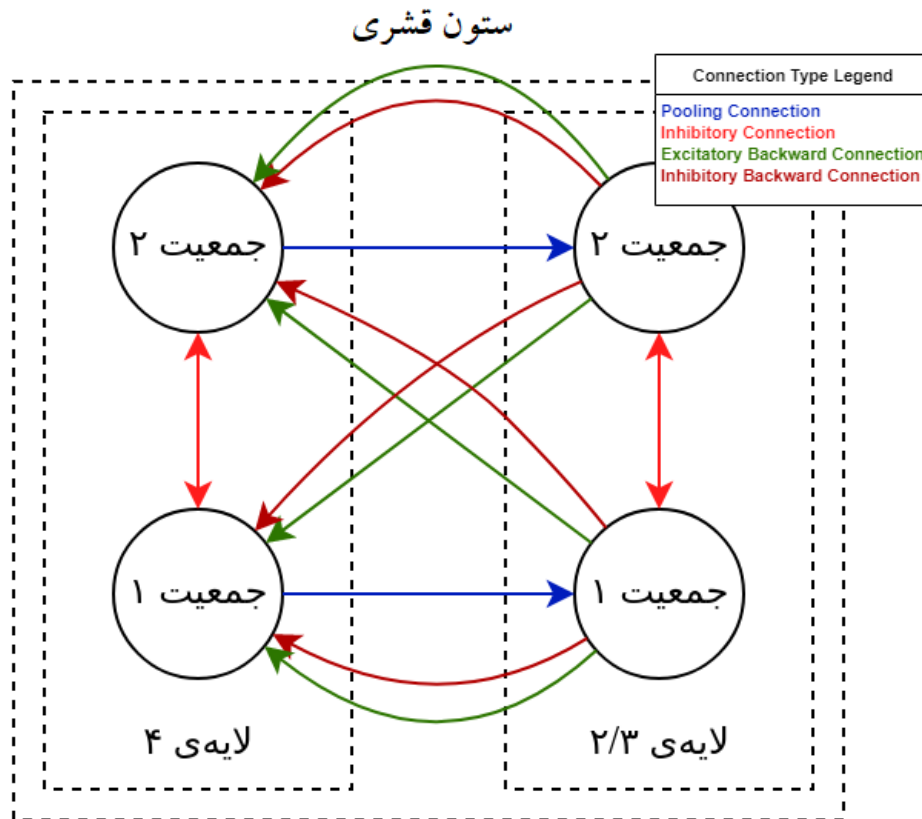 ستون قشری
Connection Type Legend
Pooling Connection
Inhibitory Connection
Excitatory Backward Connection
Inhibitory Backward Connection
جمعیت ۲
جمعیت ۲
جمعیت ۱
جمعیت ۱
لایه‌ی ۴
لایه‌ی ۲/۳